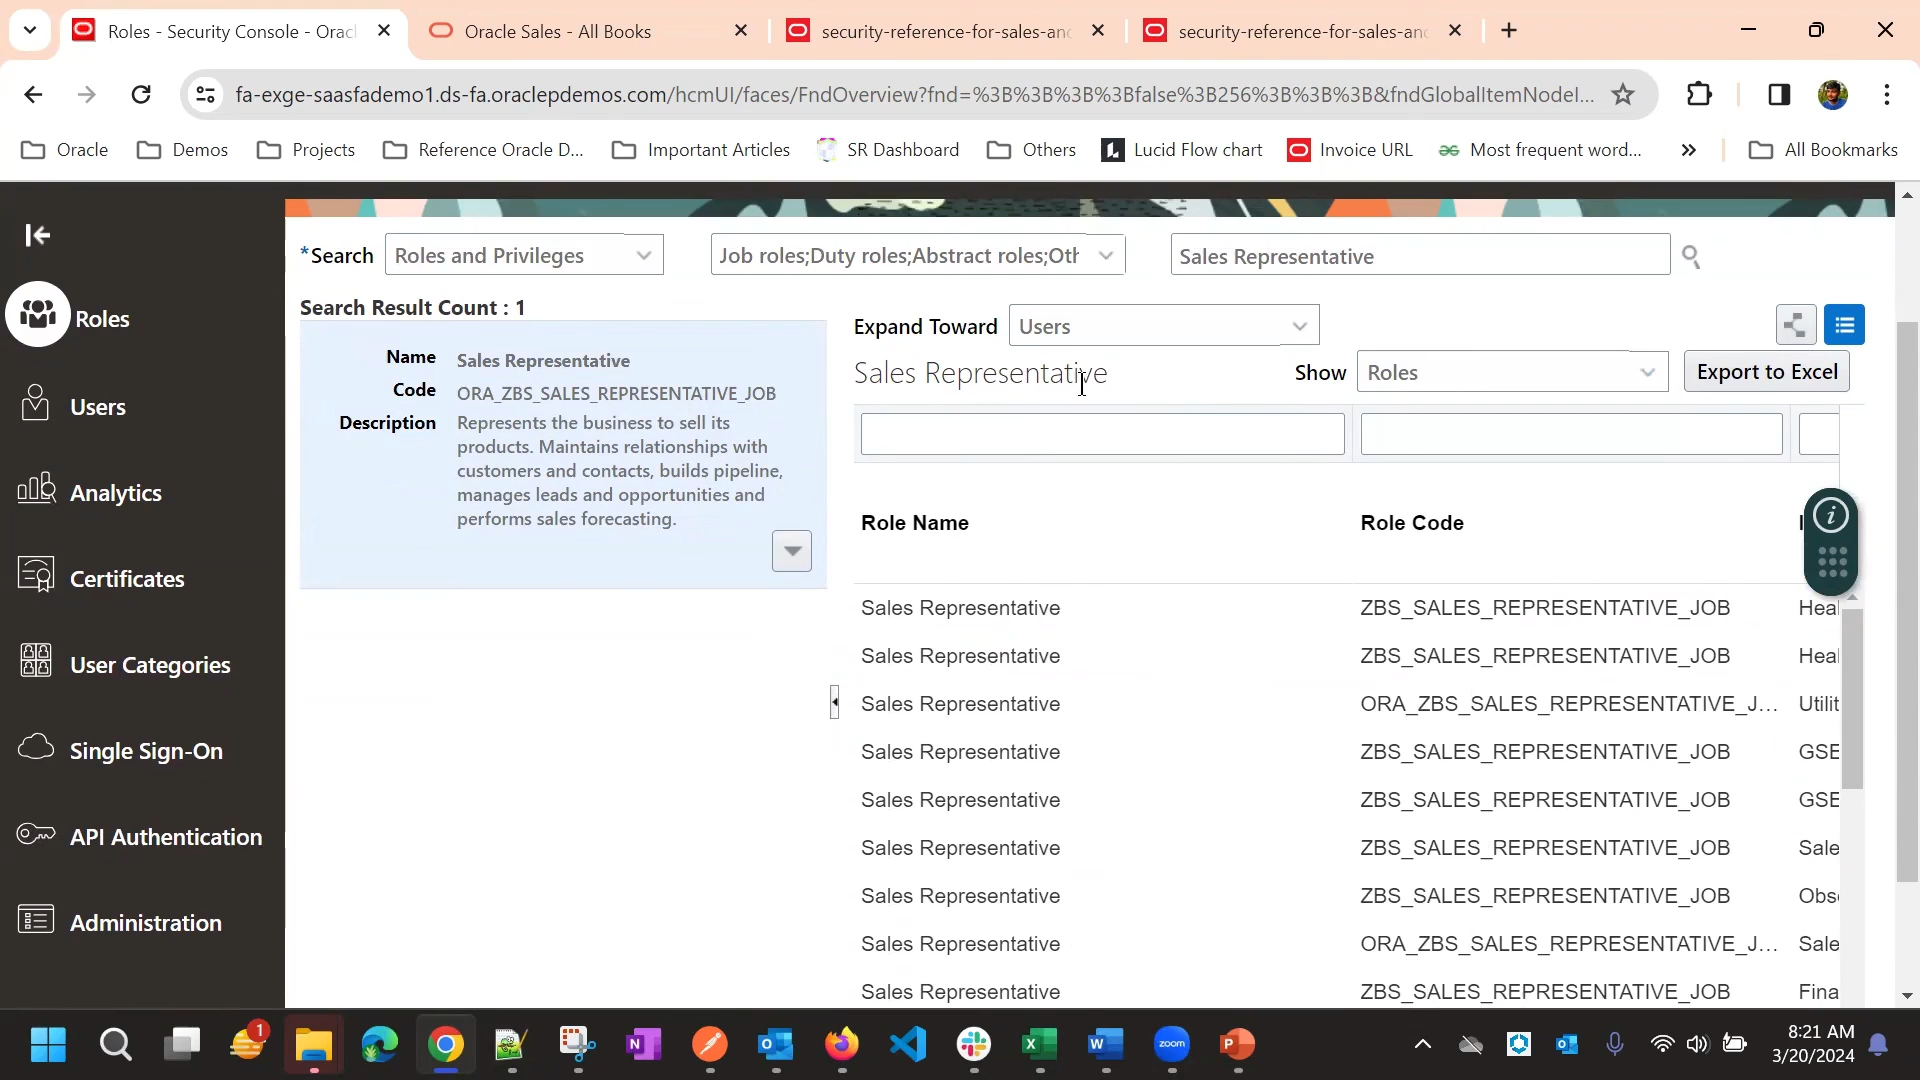 Roles - Security Console - Orac
Oracle Sales - All Books
security-reference-for-sales-and
security-reference-for-sales-and
fa-exge-saasfademo1.ds-fa.oraclepdemos.com/hcmUI/faces/FndOverview?fnd=%3B%3B%3B%3Bfalse%3B256%3B%3B%3B&fndGlobalItemNodeI...
Oracle
Demos
Projects
Reference Oracle D...
Important Articles
SR Dashboard
Others
Lucid Flow chart
Invoice URL
Most frequent word...
All Bookmarks
Roles
Users
Analytics
Certificates
User Categories
Single Sign-On
API Authentication
Administration
*Search Roles and Privileges Job roles;Duty roles;Abstract roles;Oth Sales Representative
Search Result Count : 1
Name Sales Representative
Code ORA_ZBS_SALES_REPRESENTATIVE_JOB
Description Represents the business to sell its
products. Maintains relationships with
customers and contacts, builds pipeline,
manages leads and opportunities and
performs sales forecasting.
Expand Toward Users
Sales Representative Show Roles Export to Excel
Role Name Role Code
Sales Representative ZBS_SALES_REPRESENTATIVE_JOB Heal
Sales Representative ZBS_SALES_REPRESENTATIVE_JOB Heal
Sales Representative ORA_ZBS_SALES_REPRESENTATIVE_J... Utilit
Sales Representative ZBS_SALES_REPRESENTATIVE_JOB GSE
Sales Representative ZBS_SALES_REPRESENTATIVE_JOB GSE
Sales Representative ZBS_SALES_REPRESENTATIVE_JOB Sale
Sales Representative ZBS_SALES_REPRESENTATIVE_JOB Obse
Sales Representative ORA_ZBS_SALES_REPRESENTATIVE_J... Sale
Sales Representative ZBS_SALES_REPRESENTATIVE_JOB Fina
1
zoom
8:21 AM
3/20/2024